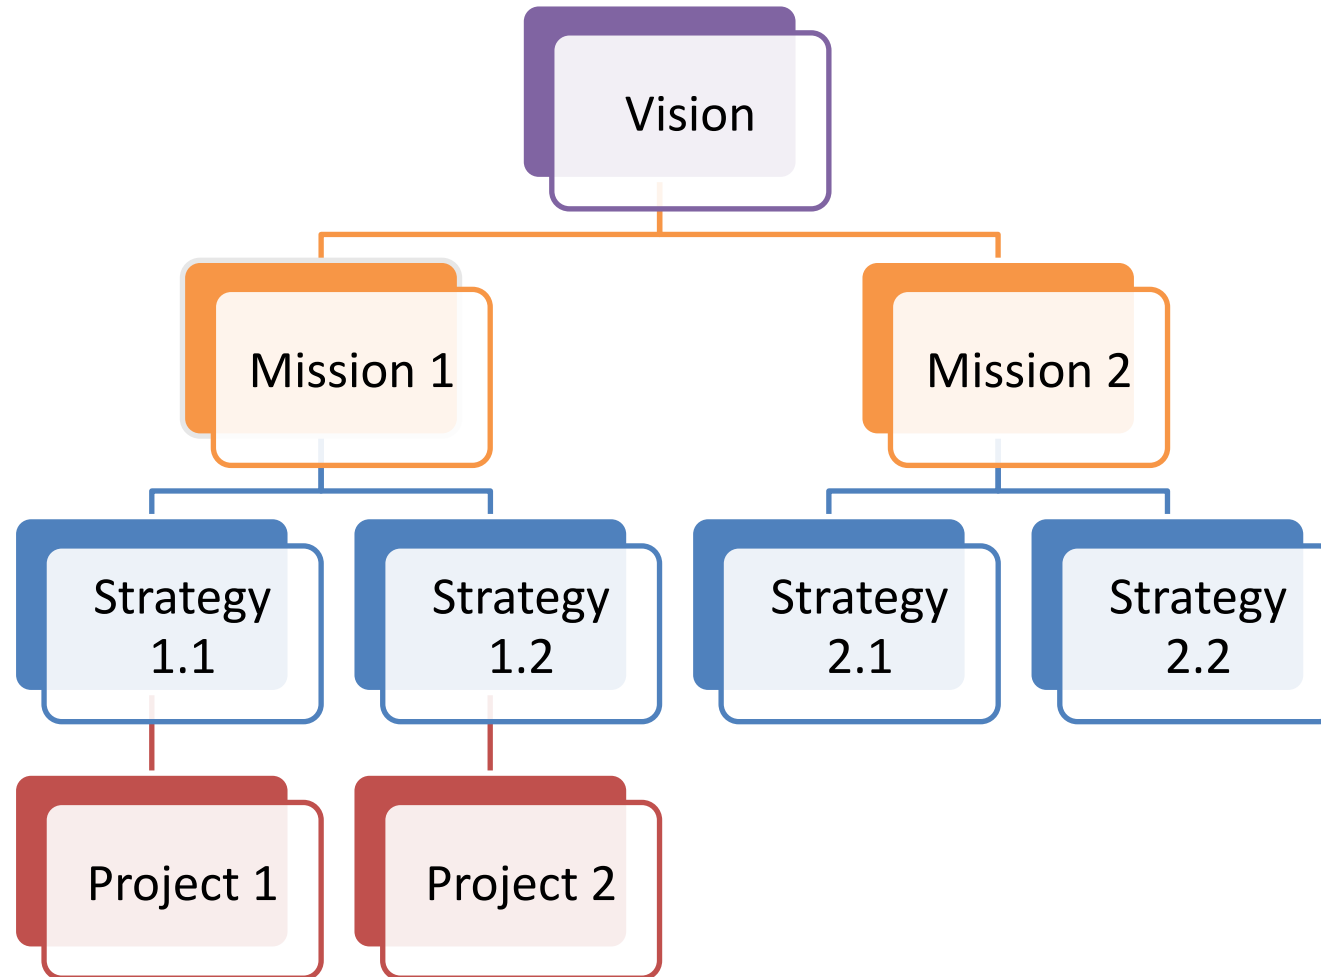 Vision
Mission 1
Mission 2
Strategy
1.1
Strategy
1.2
Strategy
2.1
Strategy
2.2
Project 1
Project 2